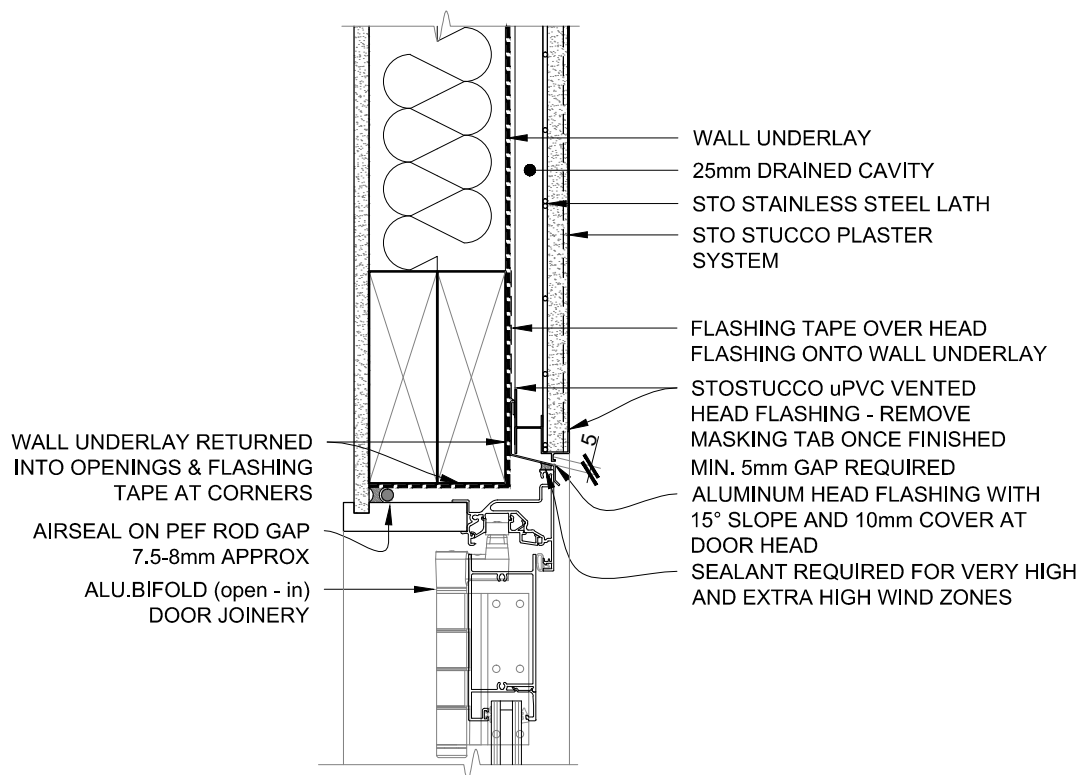 WALL UNDERLAY
25mm DRAINED CAVITY
STO STAINLESS STEEL LATH
STO STUCCO PLASTER
SYSTEM
FLASHING TAPE OVER HEAD
FLASHING ONTO WALL UNDERLAY
STOSTUCCO uPVC VENTED
HEAD FLASHING - REMOVE
MASKING TAB ONCE FINISHED
5
MIN. 5mm GAP REQUIRED
ALUMINUM HEAD FLASHING WITH
15° SLOPE AND 10mm COVER AT
DOOR HEAD
SEALANT REQUIRED FOR VERY HIGH
AND EXTRA HIGH WIND ZONES
WALL UNDERLAY RETURNED
INTO OPENINGS & FLASHING
TAPE AT CORNERS
AIRSEAL ON PEF ROD GAP
7.5-8mm APPROX
ALU.BIFOLD (open - in)
DOOR JOINERY